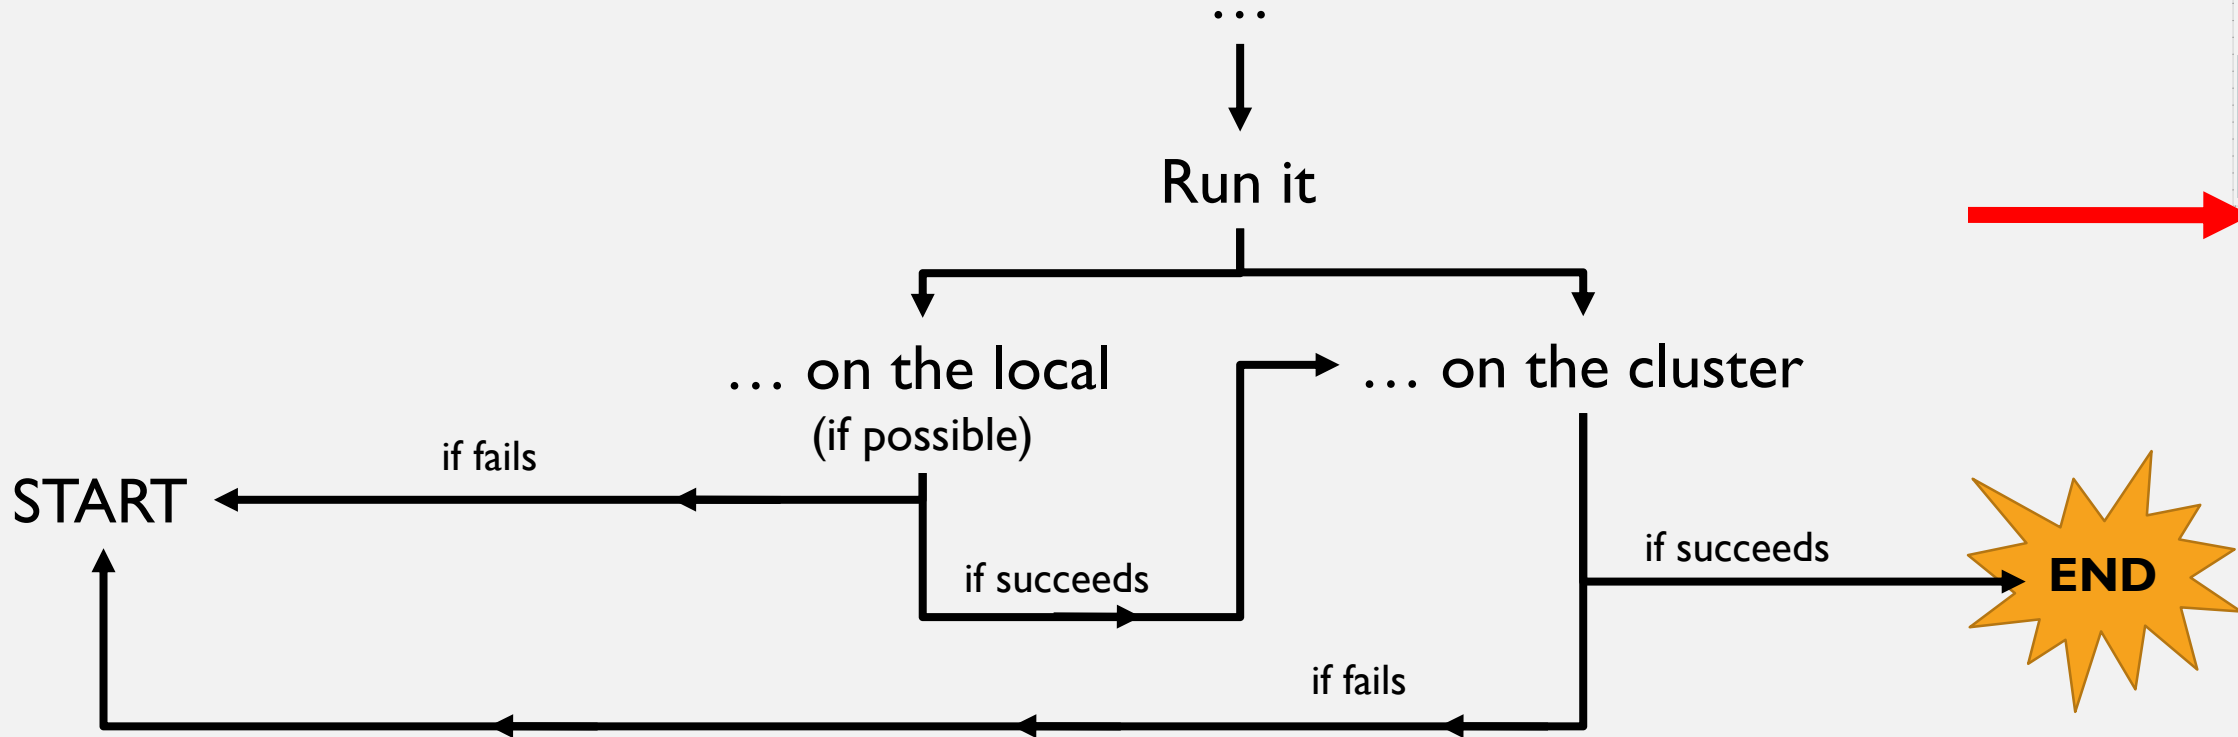 …
Run it
… on the local
(if possible)
… on the cluster
if fails
START
if succeeds
if succeeds
END
if fails